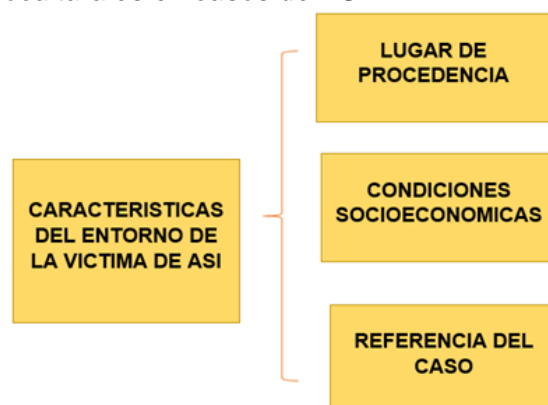 LUGAR DE
PROCEDENCIA
CARACTERISTICAS
DEL ENTORNO DE
LA VICTIMA DE ASI
CONDICIONES
SOCIOECONOMICAS
REFERENCIA DEL
CASO